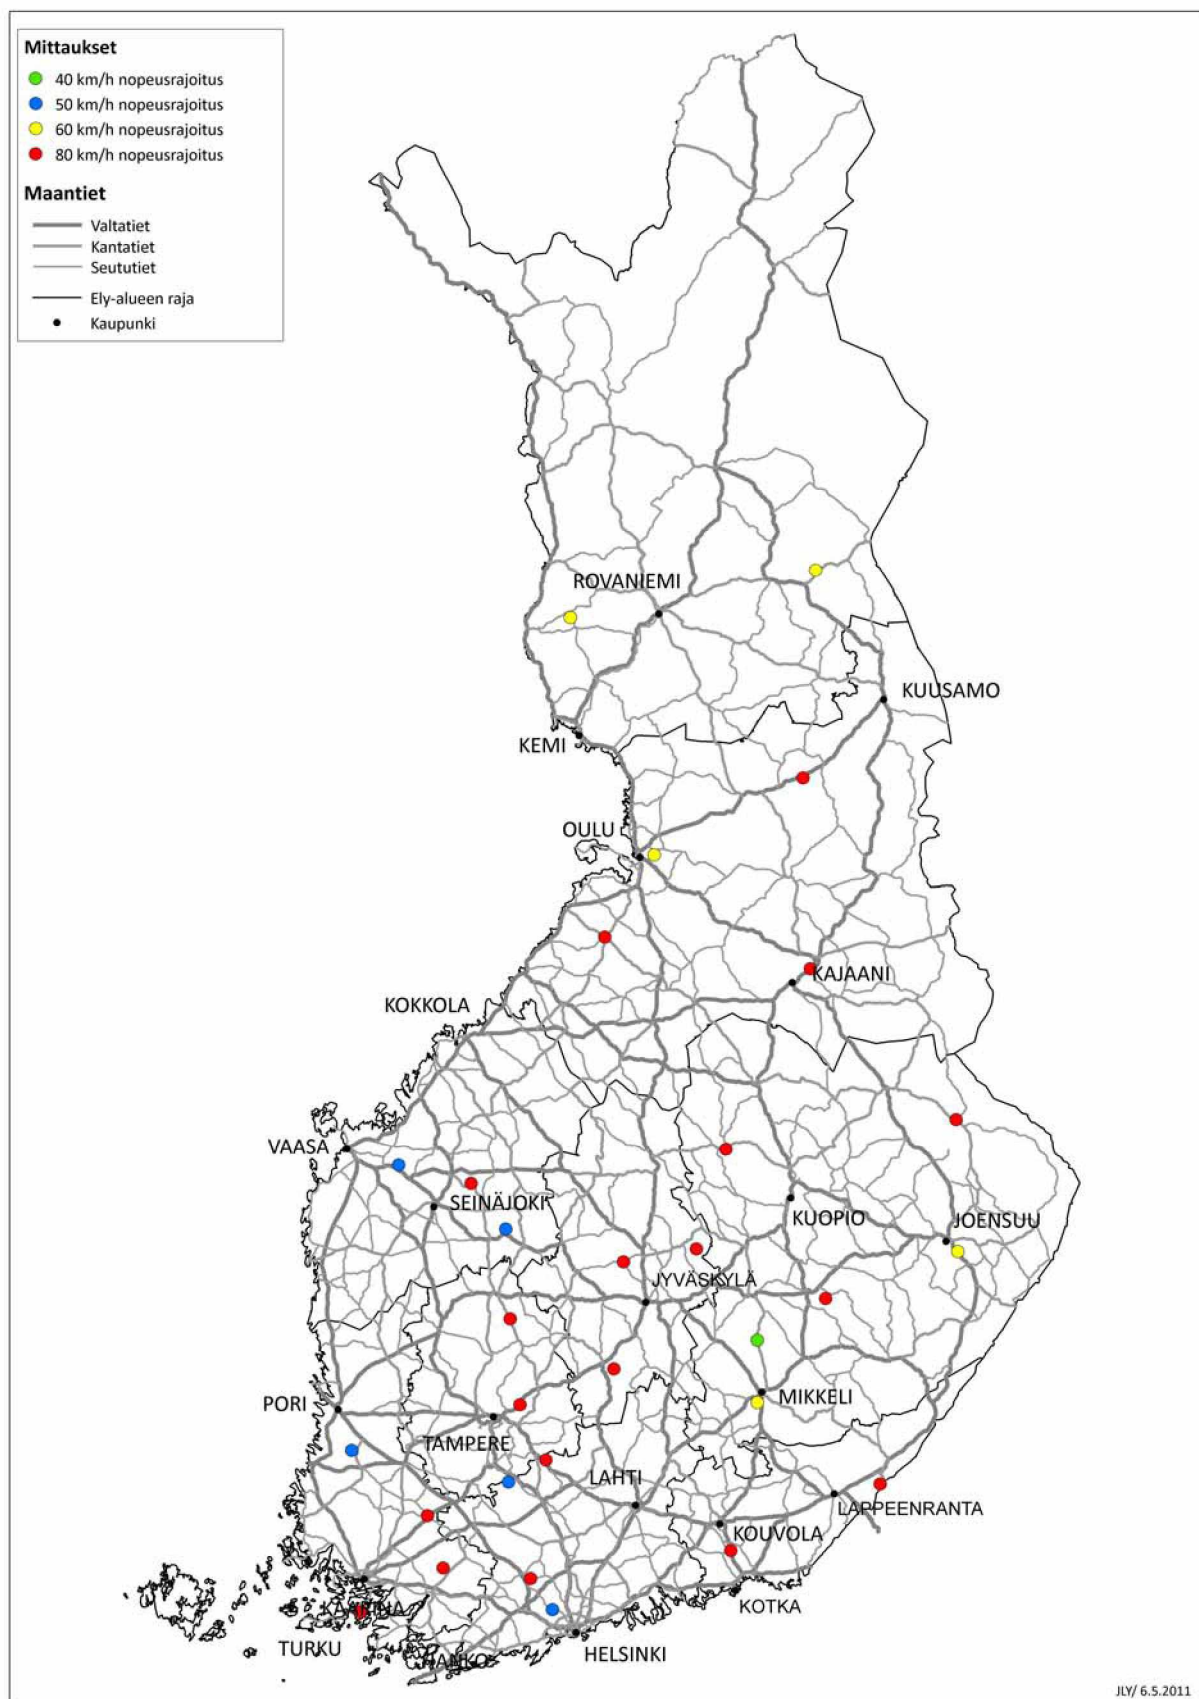 Mittaukset
40 km/h nopeusrajoitus
50 km/h nopeusrajoitus
60 km/h nopeusrajoitus
80 km/h nopeusrajoitus
Maantiet
Valtatiet
Kantatiet
Seututiet
Ely-alueen raja
Kaupunki
ROVANIEMI
KUUSAMO
KEMI
OULU
KAJAANI
KOKKOLA
VAASA
SEINÄJOKI
KUOPIO
JOENSUU
JYVÄSKYLÄ
PORI
MIKKELI
TAMPERE
LAHTI
LAPPEENRANTA
KOUVOLA
KAARINA
KOTKA
TURKU
HANKO
HELSINKI
JLY/ 6.5.2011